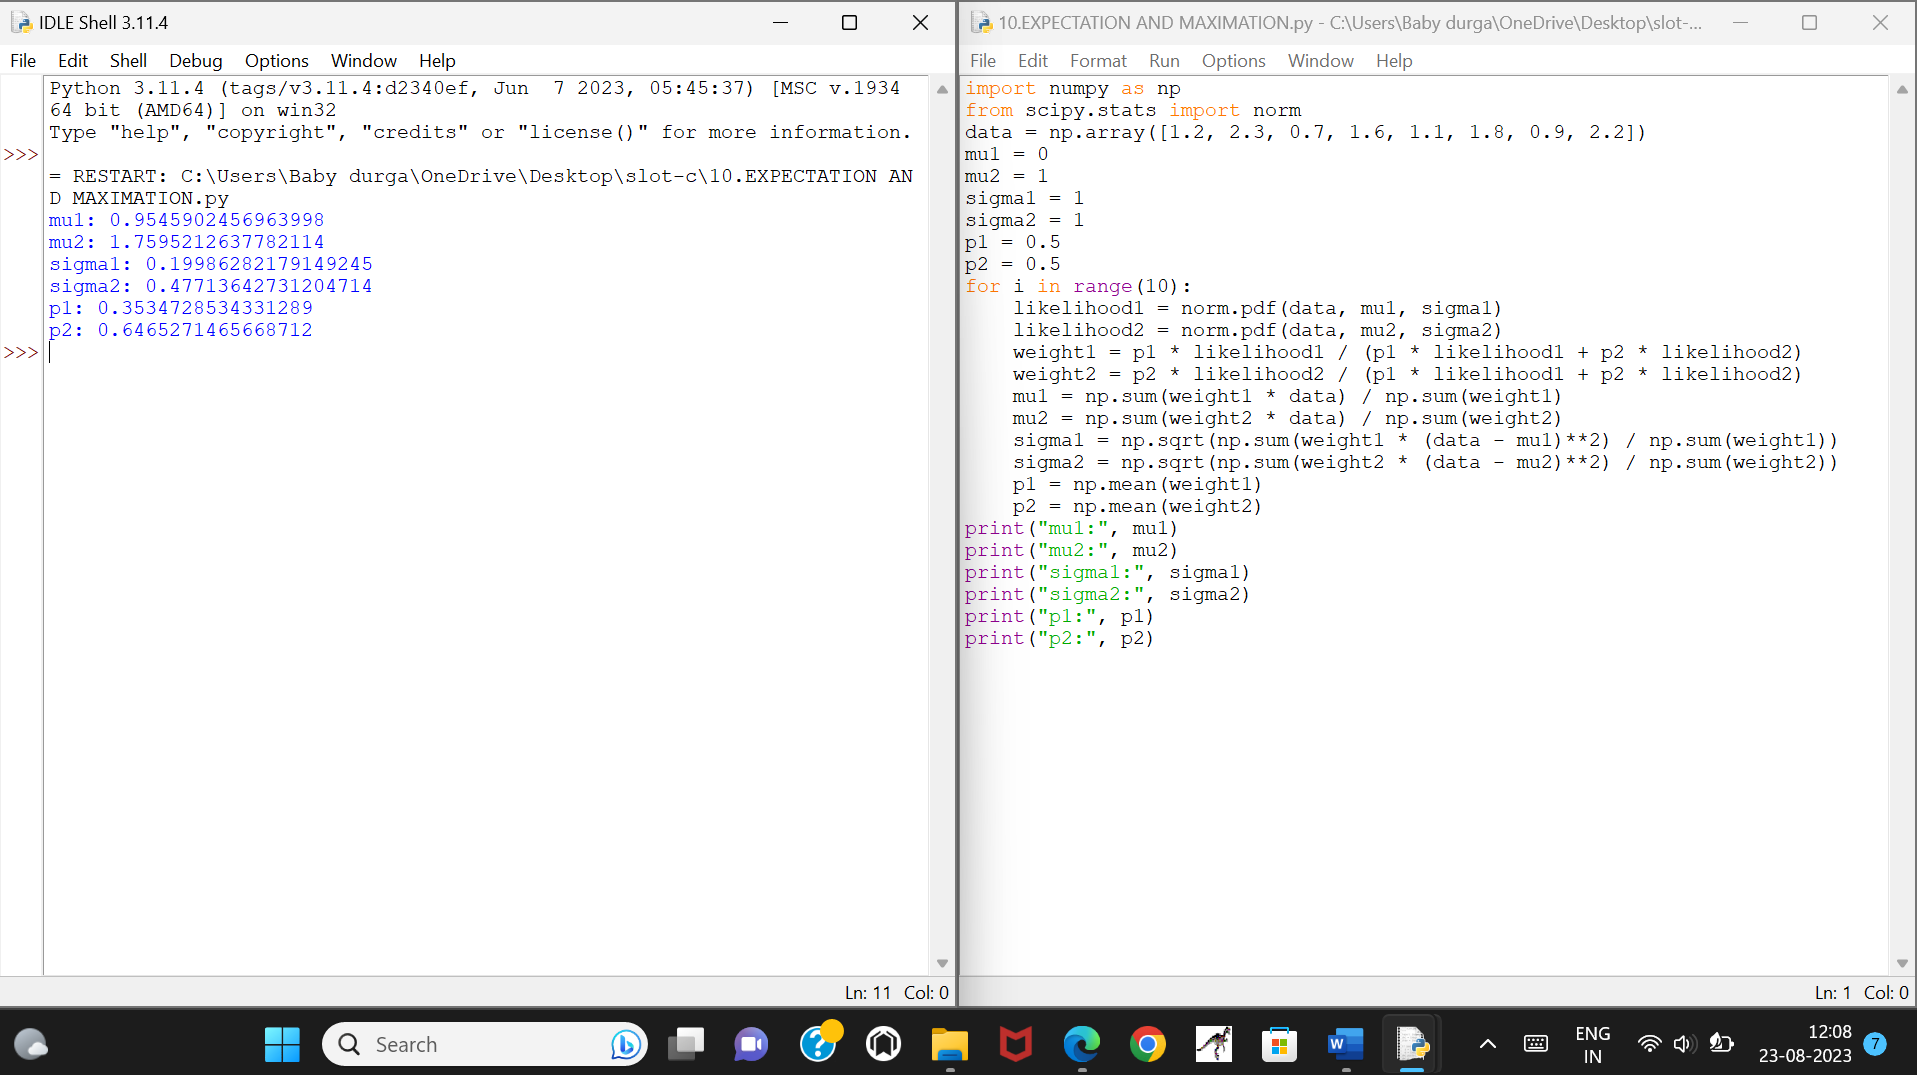 IDLE Shell 3.11.4
File Edit Shell Debug Options Window Help
Python 3.11.4 (tags/v3.11.4:d2340ef, Jun  7 2023, 05:45:37) [MSC v.1934
64 bit (AMD64)] on win32
Type "help", "copyright", "credits" or "license()" for more information.
>>>
= RESTART: C:\Users\Baby durga\OneDrive\Desktop\slot-c\10.EXPECTATION AN
D MAXIMATION.py
mu1: 0.9545902456963998
mu2: 1.7595212637782114
sigma1: 0.19986282179149245
sigma2: 0.47713642731204714
p1: 0.3534728534331289
p2: 0.6465271465668712
>>>
Ln: 11 Col: 0
10.EXPECTATION AND MAXIMATION.py - C:\Users\Baby durga\OneDrive\Desktop\slot-...
File Edit Format Run Options Window Help
import numpy as np
from scipy.stats import norm
data = np.array([1.2, 2.3, 0.7, 1.6, 1.1, 1.8, 0.9, 2.2])
mu1 = 0
mu2 = 1
sigma1 = 1
sigma2 = 1
p1 = 0.5
p2 = 0.5
for i in range(10):
    likelihood1 = norm.pdf(data, mu1, sigma1)
    likelihood2 = norm.pdf(data, mu2, sigma2)
    weight1 = p1 * likelihood1 / (p1 * likelihood1 + p2 * likelihood2)
    weight2 = p2 * likelihood2 / (p1 * likelihood1 + p2 * likelihood2)
    mu1 = np.sum(weight1 * data) / np.sum(weight1)
    mu2 = np.sum(weight2 * data) / np.sum(weight2)
    sigma1 = np.sqrt(np.sum(weight1 * (data - mu1)**2) / np.sum(weight1))
    sigma2 = np.sqrt(np.sum(weight2 * (data - mu2)**2) / np.sum(weight2))
    p1 = np.mean(weight1)
    p2 = np.mean(weight2)
print("mu1:", mu1)
print("mu2:", mu2)
print("sigma1:", sigma1)
print("sigma2:", sigma2)
print("p1:", p1)
print("p2:", p2)
Ln: 1 Col: 0
Search
ENG
IN
12:08
23-08-2023
7